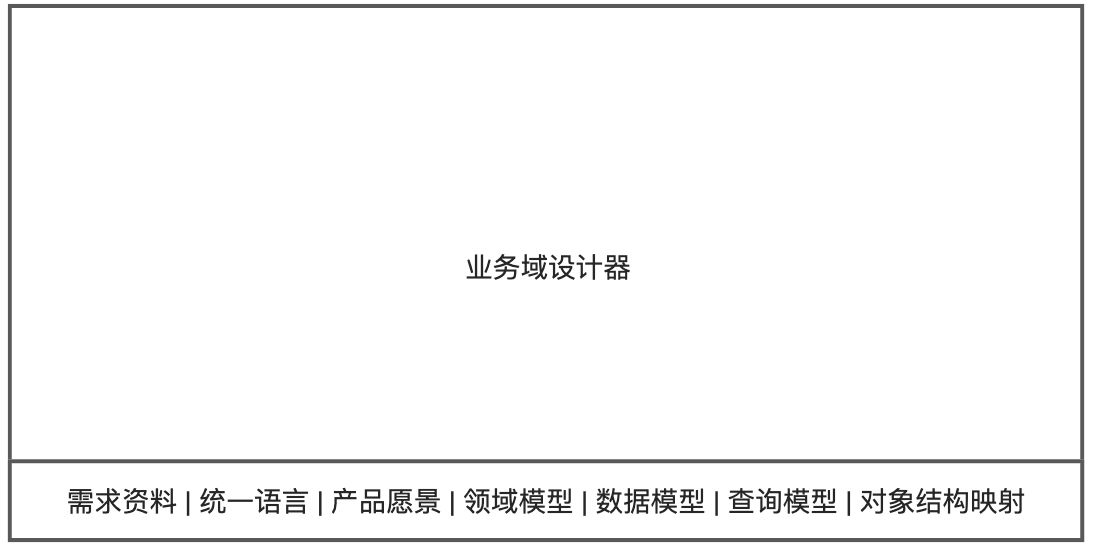 业务域设计器
需求资料 | 统一语言 | 产品愿景 | 领域模型 | 数据模型 | 查询模型 | 对象结构映射